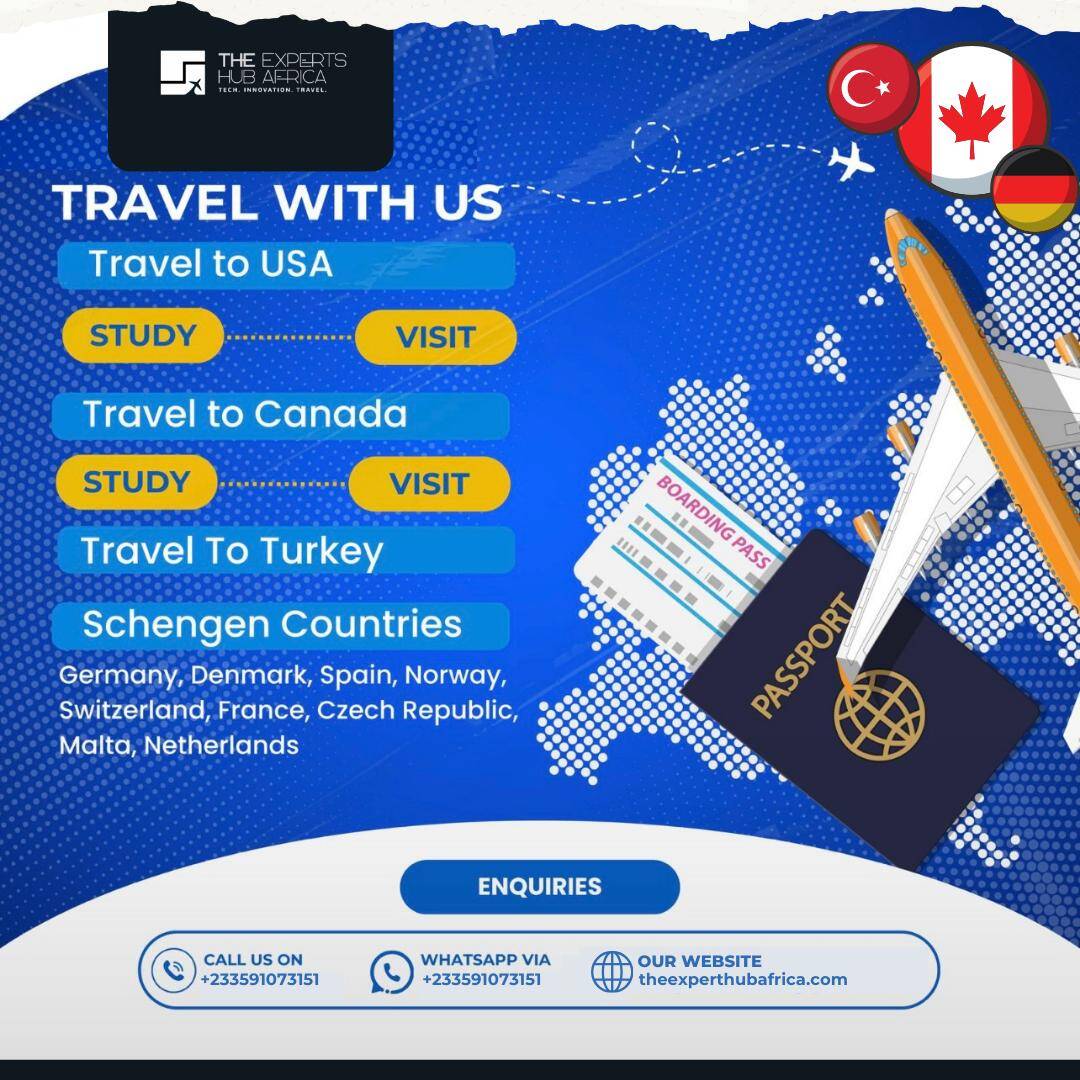 THE EXPERTS
HUB AFRICA
TECH. INNOVATION. TRAVEL.
TRAVEL WITH US
Travel to USA
STUDY VISIT
Travel to Canada
STUDY VISIT
Travel To Turkey
Schengen Countries
Germany, Denmark, Spain, Norway,
Switzerland, France, Czech Republic,
Malta, Netherlands
BOARDING PASS
PASSPORT
ENQUIRIES
CALL US ON
+233591073151
WHATSAPP VIA
+233591073151
OUR WEBSITE
theexperthubafrica.com